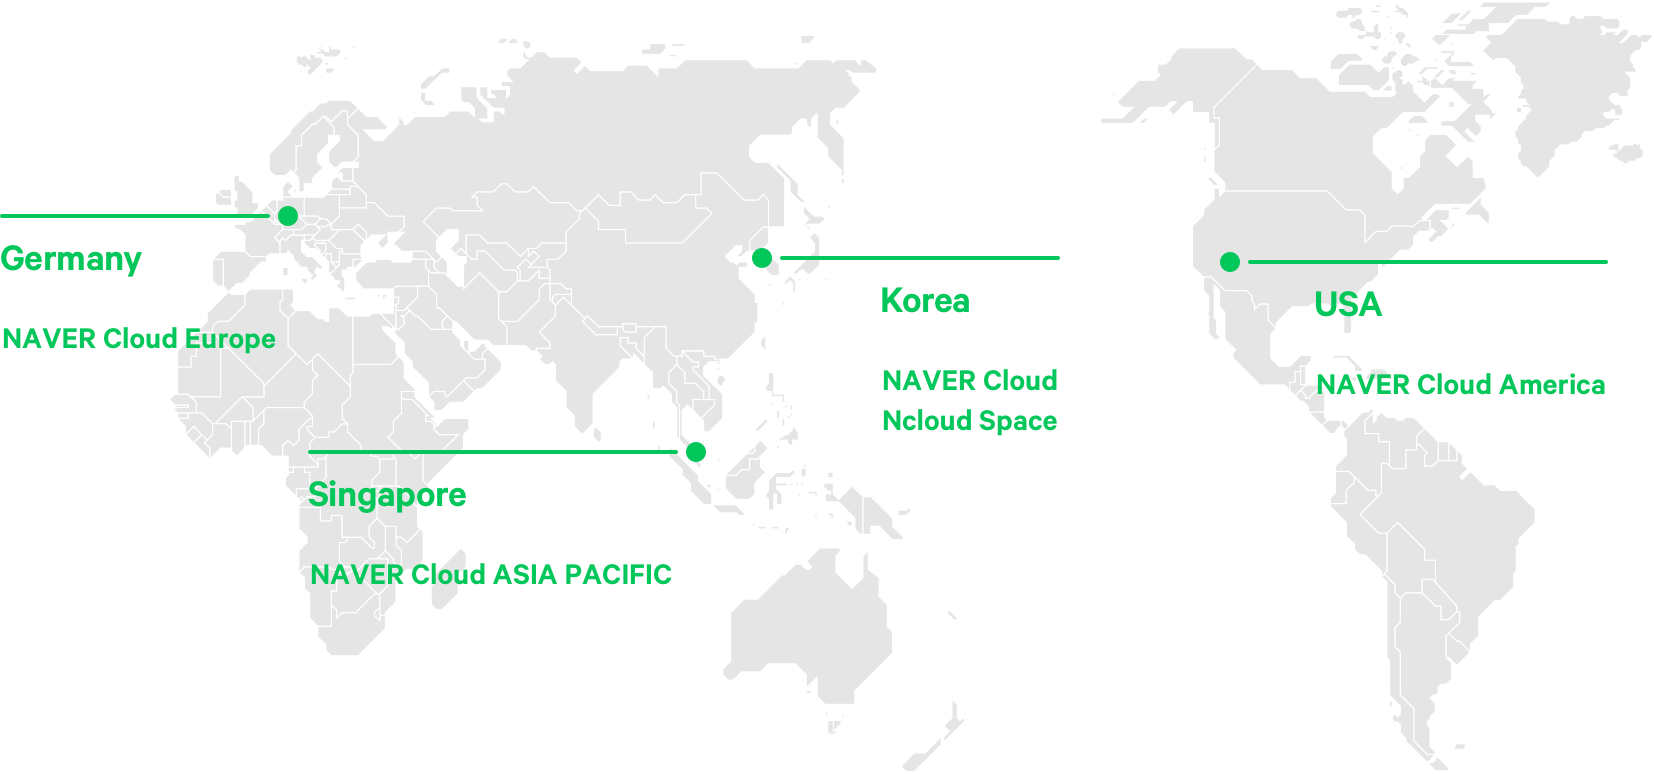 Germany
NAVER Cloud Europe
Singapore
NAVER Cloud ASIA PACIFIC
Korea
NAVER Cloud
Ncloud Space
USA
NAVER Cloud America